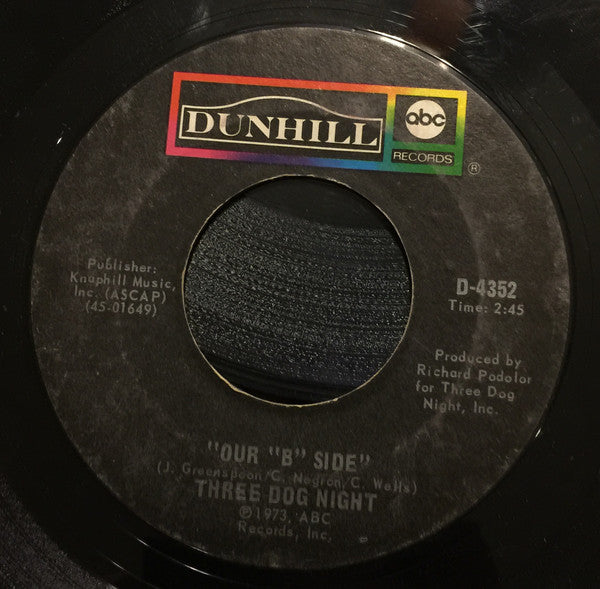 DUNHILL
abc
RECORDS
®
Publisher:
Knaphill Music,
Inc. (ASCAP)
(45-01649)
D-4352
Time: 2:45
Produced by
Richard Podolor
for Three Dog
Night, Inc.
"OUR "B" SIDE"
(J. Greenspoon/C. Negron/C. Wells)
THREE DOG NIGHT
℗1973, ABC
Records, Inc.